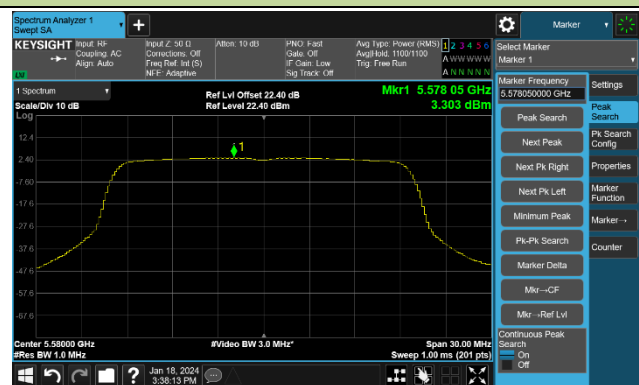 Spectrum Analyzer 1
Swept SA
+
Marker
KEYSIGHT
Input: RF
Coupling: AC
Align: Auto
Input Z: 50 Ω
Corrections: Off
Freq Ref: Int (S)
NFE: Adaptive
Atten: 10 dB
PNO: Fast
Gate: Off
IF Gain: Low
Sig Track: Off
Avg Type: Power (RMS)
Avg|Hold: 1100/1100
Trig: Free Run
1 2 3 4 5 6
A W W W W W
A N N N N N
Select Marker
Marker 1
LXI
1 Spectrum
Scale/Div 10 dB
Log
Ref Lvl Offset 22.40 dB
Ref Level 22.40 dBm
Mkr1 5.578 05 GHz
3.303 dBm
1
12.4
2.40
-7.60
-17.6
-27.6
-37.6
-47.6
-57.6
-67.6
Center 5.58000 GHz
#Res BW 1.0 MHz
#Video BW 3.0 MHz*
Span 30.00 MHz
Sweep 1.00 ms (201 pts)
Marker Frequency
5.578050000 GHz
Peak Search
Next Peak
Next Pk Right
Next Pk Left
Minimum Peak
Pk-Pk Search
Marker Delta
Mkr→CF
Mkr→Ref Lvl
Continuous Peak
Search
On
Off
Settings
Peak
Search
Pk Search
Config
Properties
Marker
Function
Marker→
Counter
?
Jan 18, 2024
3:38:13 PM